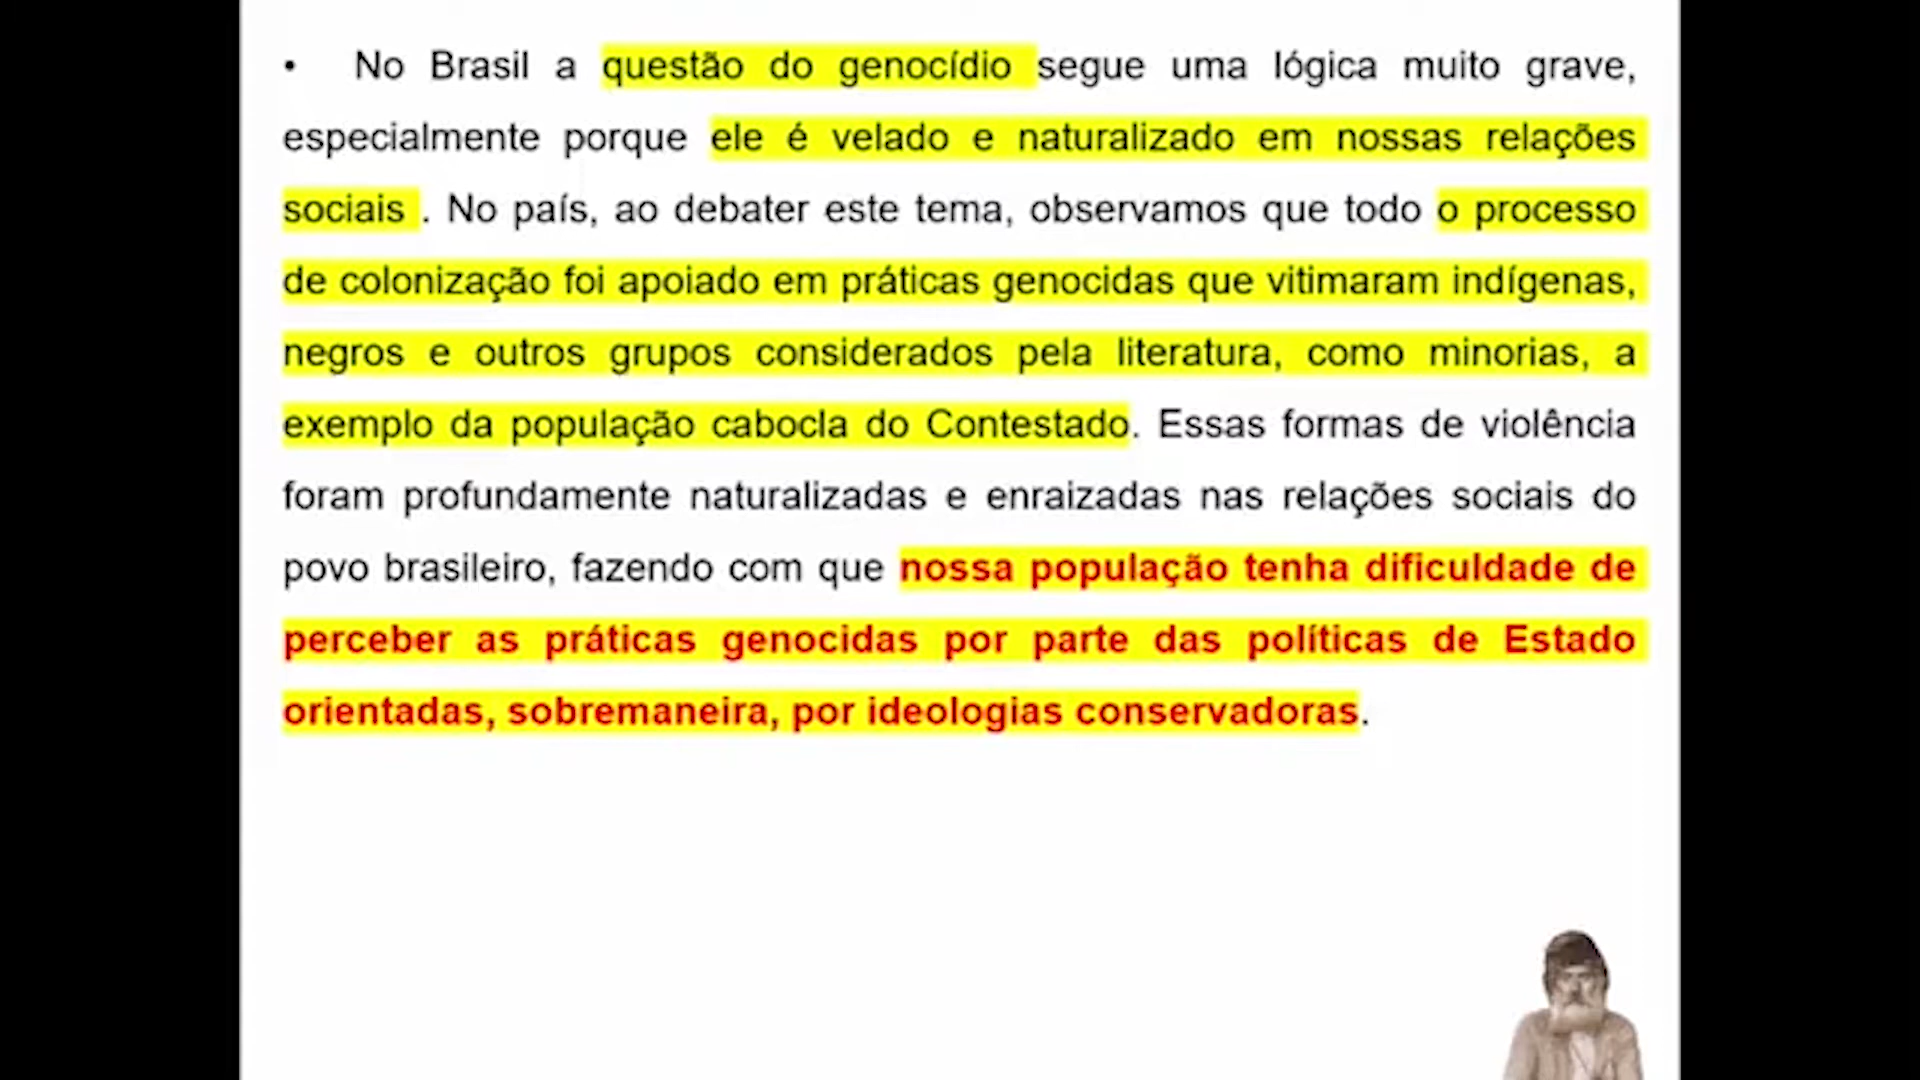 • No Brasil a questão do genocídio segue uma lógica muito grave,
especialmente porque ele é velado e naturalizado em nossas relações
sociais . No país, ao debater este tema, observamos que todo o processo
de colonização foi apoiado em práticas genocidas que vitimaram indígenas,
negros e outros grupos considerados pela literatura, como minorias, a
exemplo da população cabocla do Contestado. Essas formas de violência
foram profundamente naturalizadas e enraizadas nas relações sociais do
povo brasileiro, fazendo com que nossa população tenha dificuldade de
perceber as práticas genocidas por parte das políticas de Estado
orientadas, sobremaneira, por ideologias conservadoras.